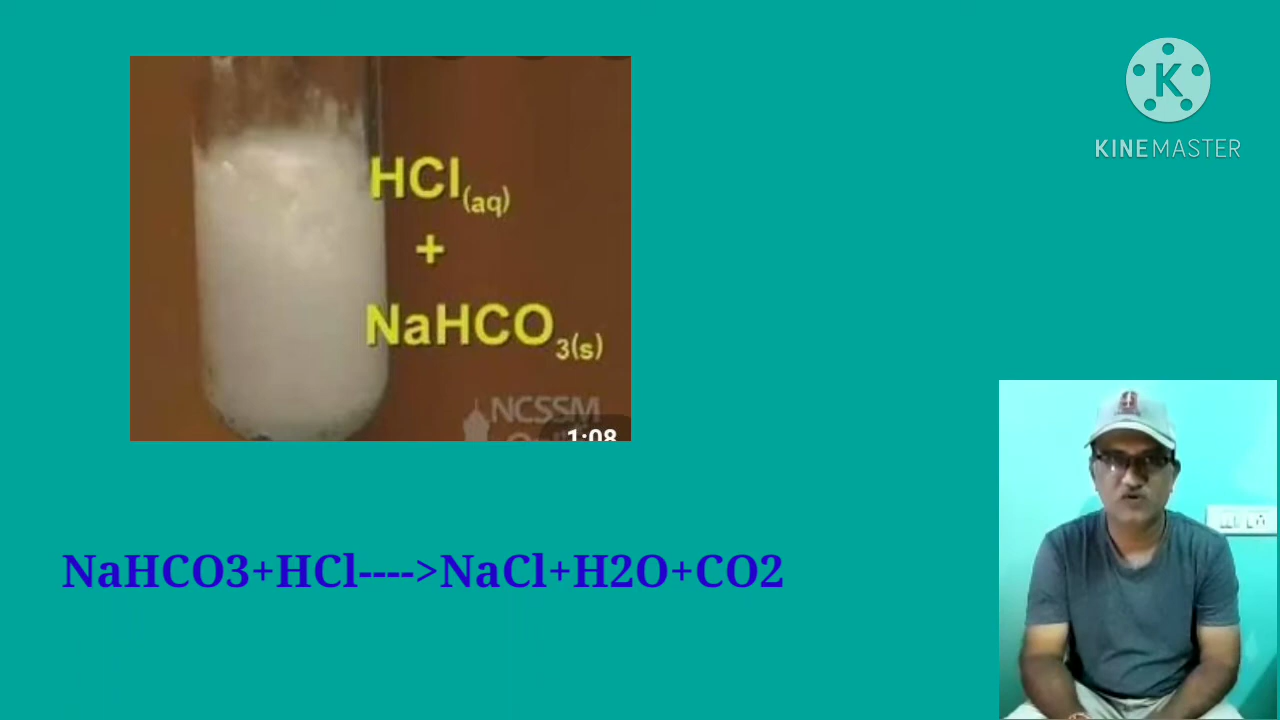 HCl(aq)
+
NaHCO3(s)
NCSSM
1:08
KINEMASTER
NaHCO3+HCl---->NaCl+H2O+CO2